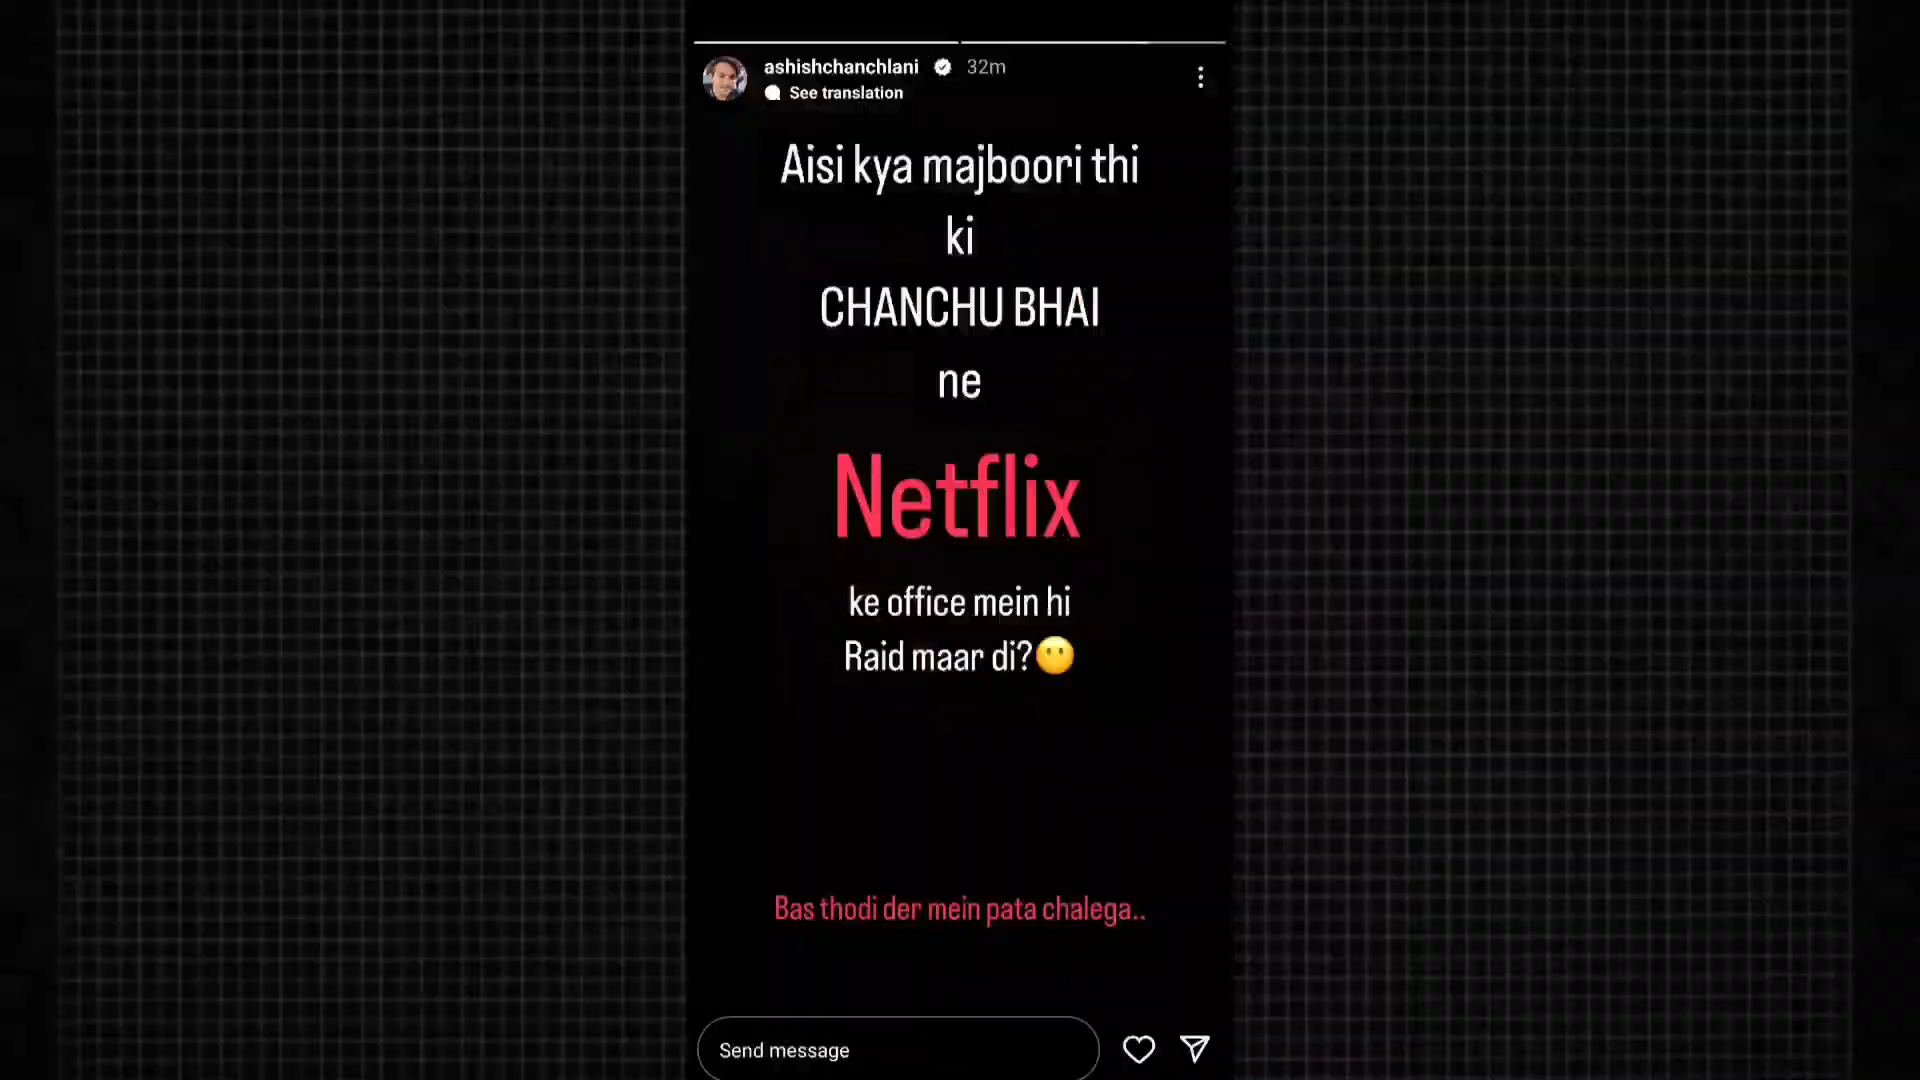 ashishchanchlani 32m
See translation
Aisi kya majboori thi
ki
CHANCHU BHAI
ne
Netflix
ke office mein hi
Raid maar di?😶
Bas thodi der mein pata chalega..
Send message